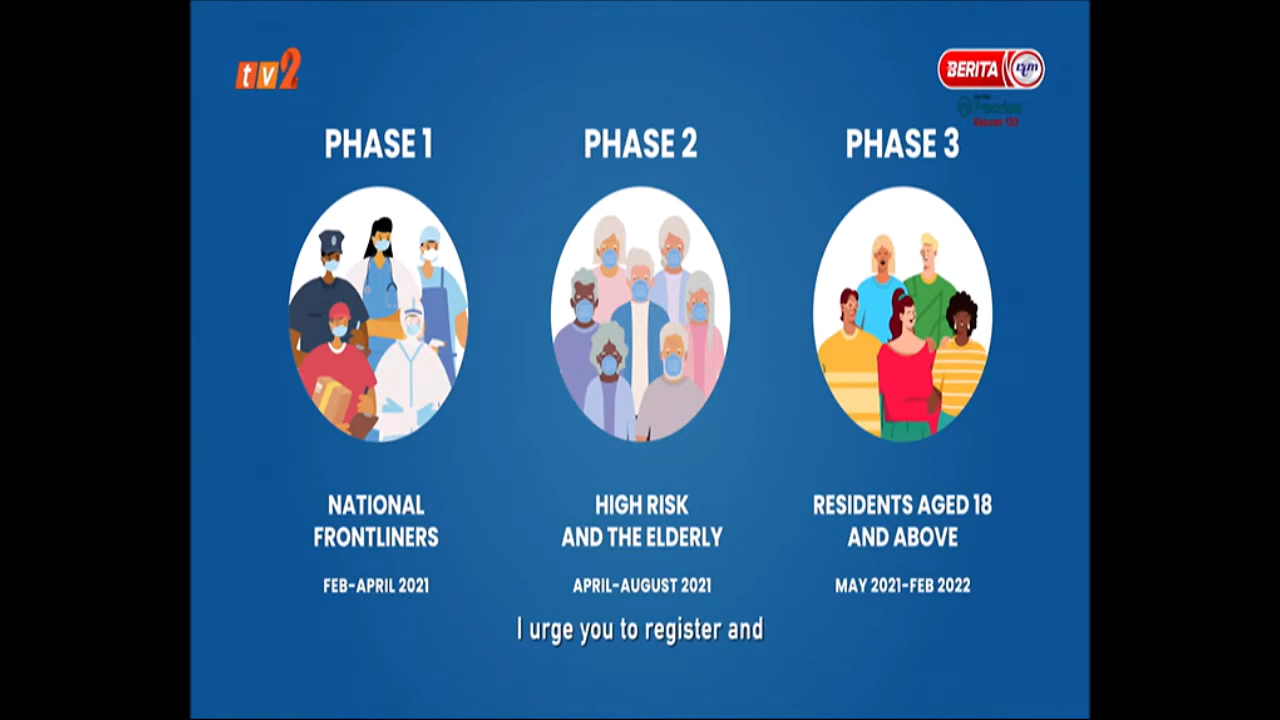 tv2
BERITA rtm
PHASE 1
PHASE 2
PHASE 3
NATIONAL
FRONTLINERS
FEB-APRIL 2021
HIGH RISK
AND THE ELDERLY
APRIL-AUGUST 2021
RESIDENTS AGED 18
AND ABOVE
MAY 2021-FEB 2022
I urge you to register and